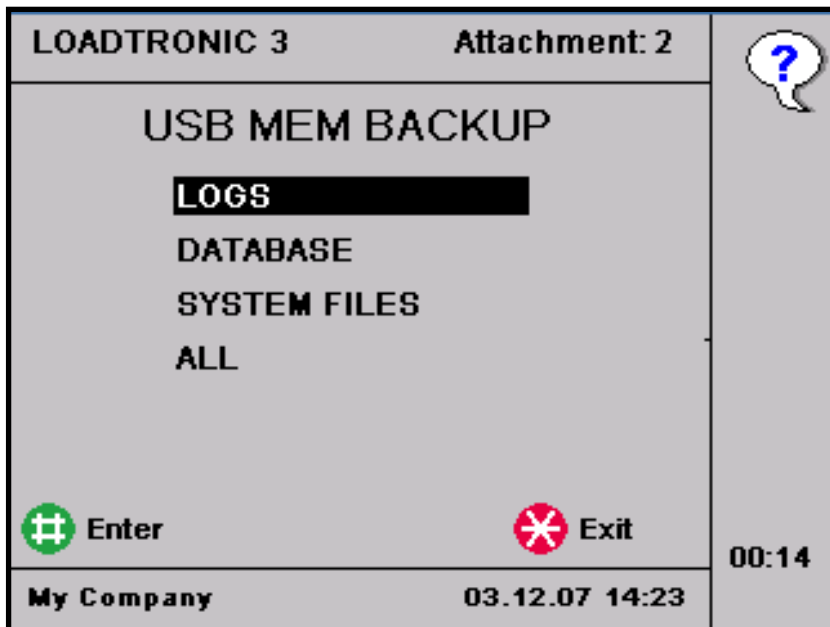 LOADTRONIC 3 Attachment: 2
?
USB MEM BACKUP
LOGS
DATABASE
SYSTEM FILES
ALL
# Enter * Exit
00:14
My Company 03.12.07 14:23